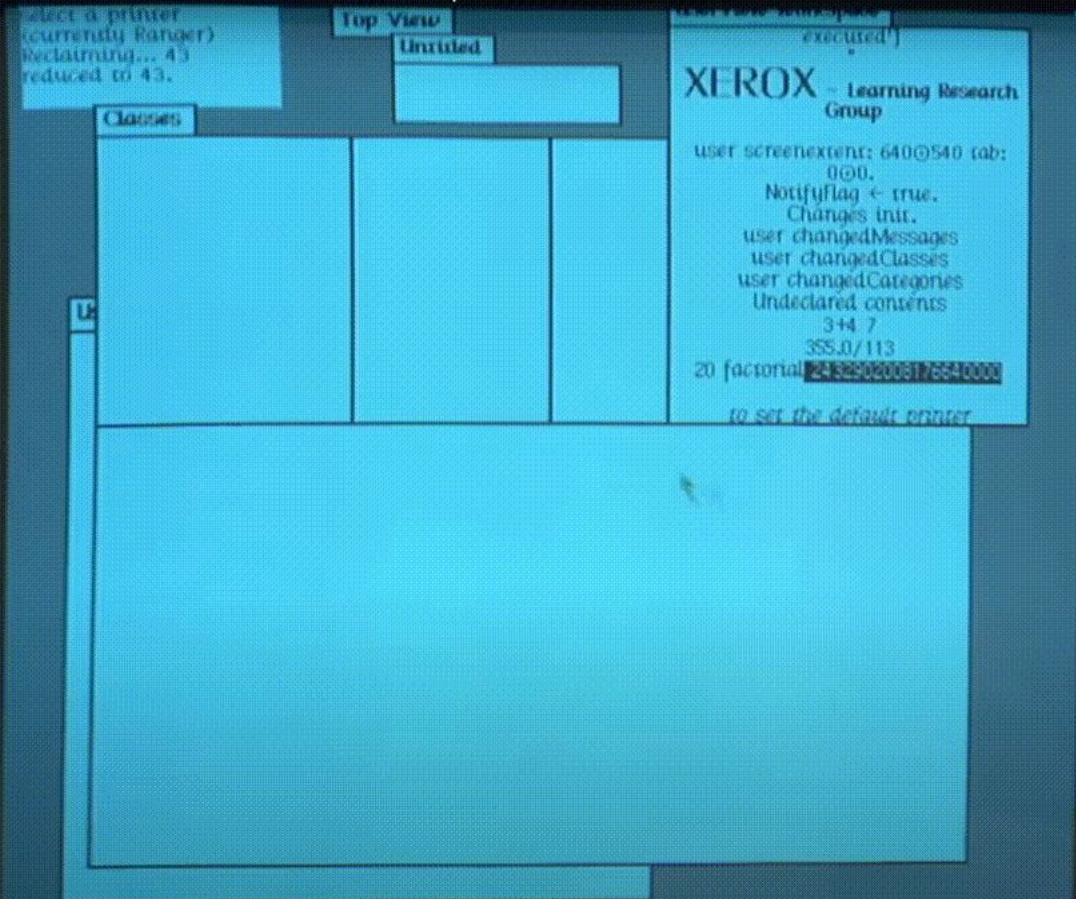 select a printer
(currently Ranger)
Reclaiming... 43
reduced to 43.
Top View
Untitled
Classes
executed']
"
XEROX - Learning Research
Group
user screenextent: 640⊙540 tab:
0⊙0.
NotifyFlag ← true.
Changes init.
user changedMessages
user changedClasses
user changedCategories
Undeclared contents
3+4 7
355.0/113
20 factorial 2432902008176640000
to set the default printer